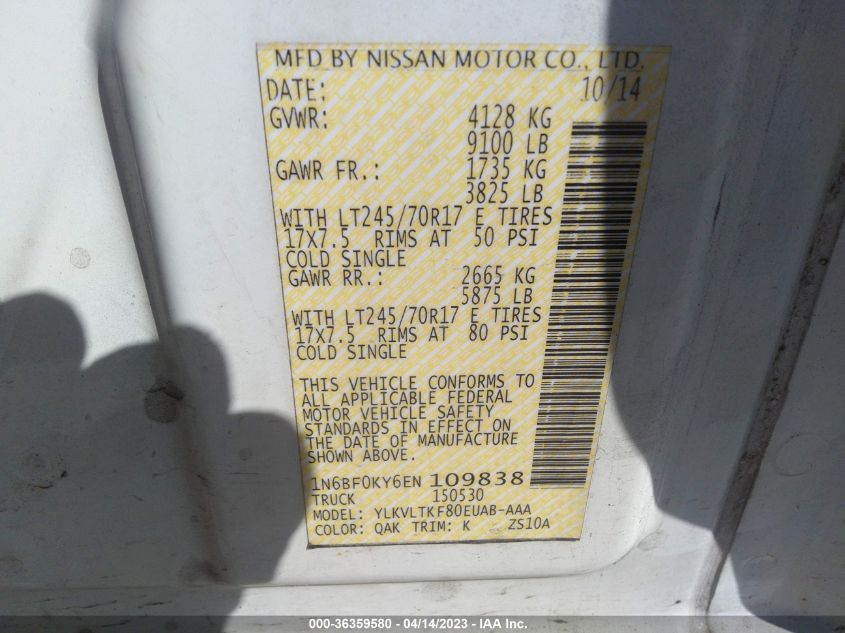 MFD BY NISSAN MOTOR CO., LTD.
DATE: 10/14
GVWR: 4128 KG
9100 LB
GAWR FR.: 1735 KG
3825 LB
WITH LT245/70R17 E TIRES
17X7.5 RIMS AT 50 PSI
COLD SINGLE
GAWR RR.: 2665 KG
5875 LB
WITH LT245/70R17 E TIRES
17X7.5 RIMS AT 80 PSI
COLD SINGLE
THIS VEHICLE CONFORMS TO
ALL APPLICABLE FEDERAL
MOTOR VEHICLE SAFETY
STANDARDS IN EFFECT ON
THE DATE OF MANUFACTURE
SHOWN ABOVE.
1N6BF0KY6EN 109838
TRUCK 150530
MODEL: YLKVLTKF80EUAB-AAA
COLOR: QAK TRIM: K ZS10A
000-36359580 - 04/14/2023 - IAA Inc.